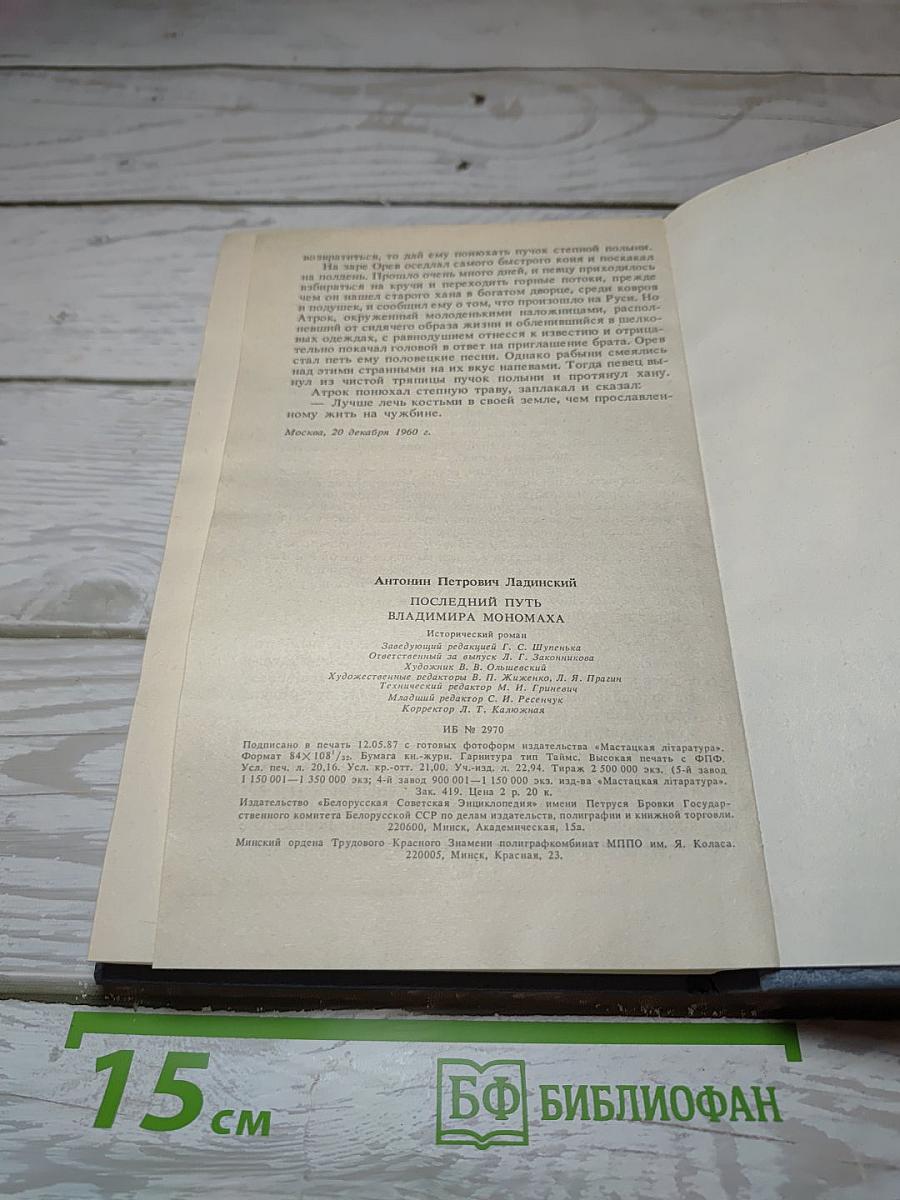 возвратиться, то дай ему понюхать пучок степной полыни.
На заре Орев оседлал самого быстрого коня и поскакал
на полдень. Прошло очень много дней, и певцу приходилось
взбираться на кручи и переходить горные потоки, прежде
чем он нашел старого хана в богатом дворце, среди ковров
и подушек, и сообщил ему о том, что произошло на Руси. Но
Атрок, окруженный молоденькими наложницами, распол-
невший от сидячего образа жизни и обленившийся в шелко-
вых одеждах, с равнодушием отнесся к известию и отрица-
тельно покачал головой в ответ на приглашение брата. Орев
стал петь ему половецкие песни. Однако рабыни смеялись
над этими странными на их вкус напевами. Тогда певец вы-
нул из чистой тряпицы пучок полыни и протянул хану.
Атрок понюхал степную траву, заплакал и сказал:
— Лучше лечь костьми в своей земле, чем прославлен-
ному жить на чужбине.
Москва, 20 декабря 1960 г.
Антонин Петрович Ладинский
ПОСЛЕДНИЙ ПУТЬ
ВЛАДИМИРА МОНОМАХА
Исторический роман
Заведующий редакцией Г. С. Шупенька
Ответственный за выпуск Л. Г. Законникова
Художник В. В. Ольшевский
Художественные редакторы В. П. Жиженко, Л. Я. Прагин
Технический редактор М. И. Гриневич
Младший редактор С. И. Ресенчук
Корректор Л. Т. Калюжная
ИБ № 2970
Подписано в печать 12.05.87 с готовых фотоформ издательства «Мастацкая літаратура».
Формат 84×108¹/₃₂. Бумага кн.-журн. Гарнитура тип Таймс. Высокая печать с ФПФ.
Усл. печ. л. 20,16. Усл. кр.-отт. 21,00. Уч.-изд. л. 22,94. Тираж 2 500 000 экз. (5-й завод
1 150 001—1 350 000 экз; 4-й завод 900 001—1 150 000 экз. изд-ва «Мастацкая літаратура».
Зак. 419. Цена 2 р. 20 к.
Издательство «Белорусская Советская Энциклопедия» имени Петруся Бровки Государ-
ственного комитета Белорусской ССР по делам издательств, полиграфии и книжной торговли.
220600, Минск, Академическая, 15а.
Минский ордена Трудового Красного Знамени полиграфкомбинат МППО им. Я. Коласа.
220005, Минск, Красная, 23.
15 см
БФ БИБЛИОФАН